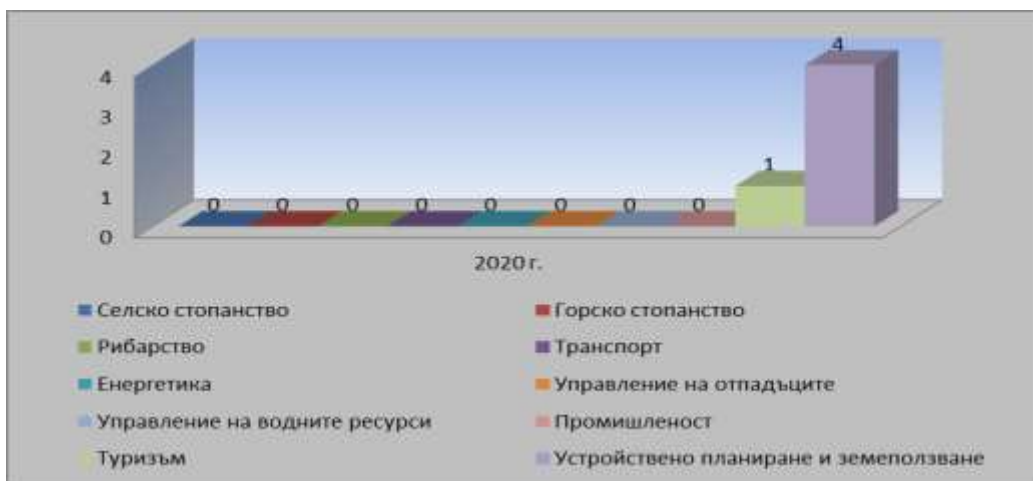 4
4
3
2
1
1
0 0 0 0 0 0 0 0
0
2020 г.
Селско стопанство Горско стопанство
Рибарство Транспорт
Енергетика Управление на отпадъците
Управление на водните ресурси Промишленост
Туризъм Устройствено планиране и земеползване